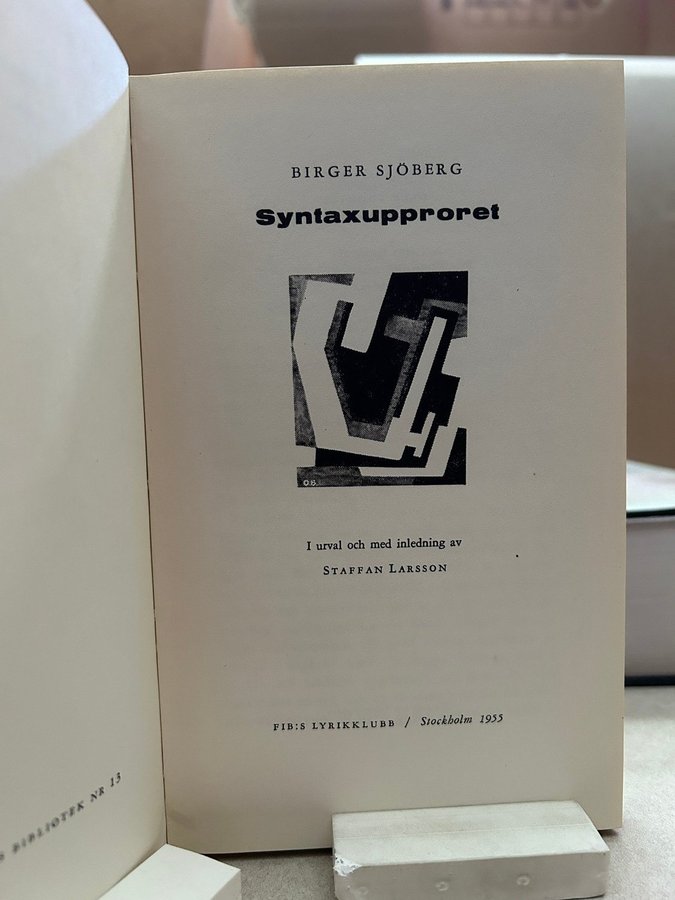 BIBLIOTEK NR 13
BIRGER SJÖBERG
Syntaxupproret
O B.
I urval och med inledning av
STAFFAN LARSSON
FIB:S LYRIKKLUBB / Stockholm 1955